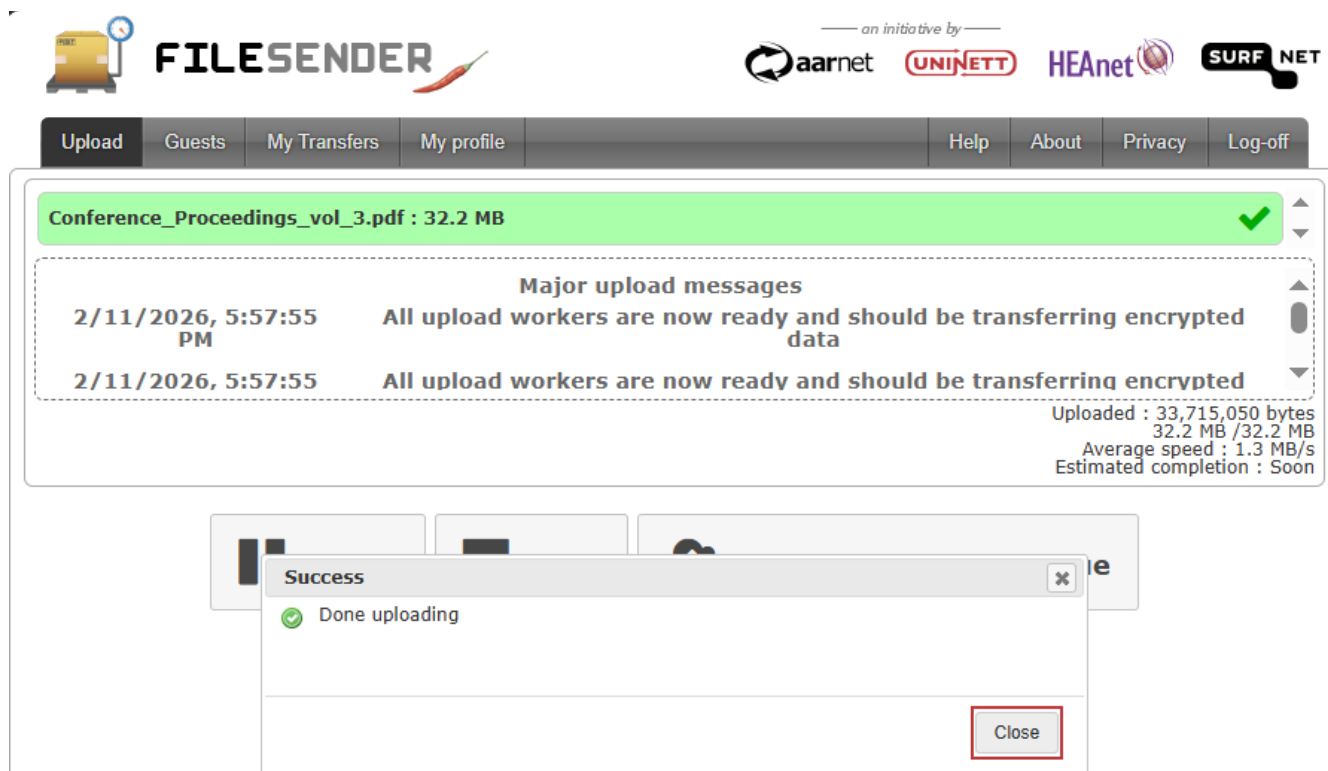 FILESENDER
an initiative by
aarnet UNINETT HEAnet SURF NET
Upload Guests My Transfers My profile Help About Privacy Log-off
Conference_Proceedings_vol_3.pdf : 32.2 MB
Major upload messages
2/11/2026, 5:57:55 PM
All upload workers are now ready and should be transferring encrypted
data
2/11/2026, 5:57:55
All upload workers are now ready and should be transferring encrypted
Uploaded : 33,715,050 bytes
32.2 MB /32.2 MB
Average speed : 1.3 MB/s
Estimated completion : Soon
Success
Done uploading
Close